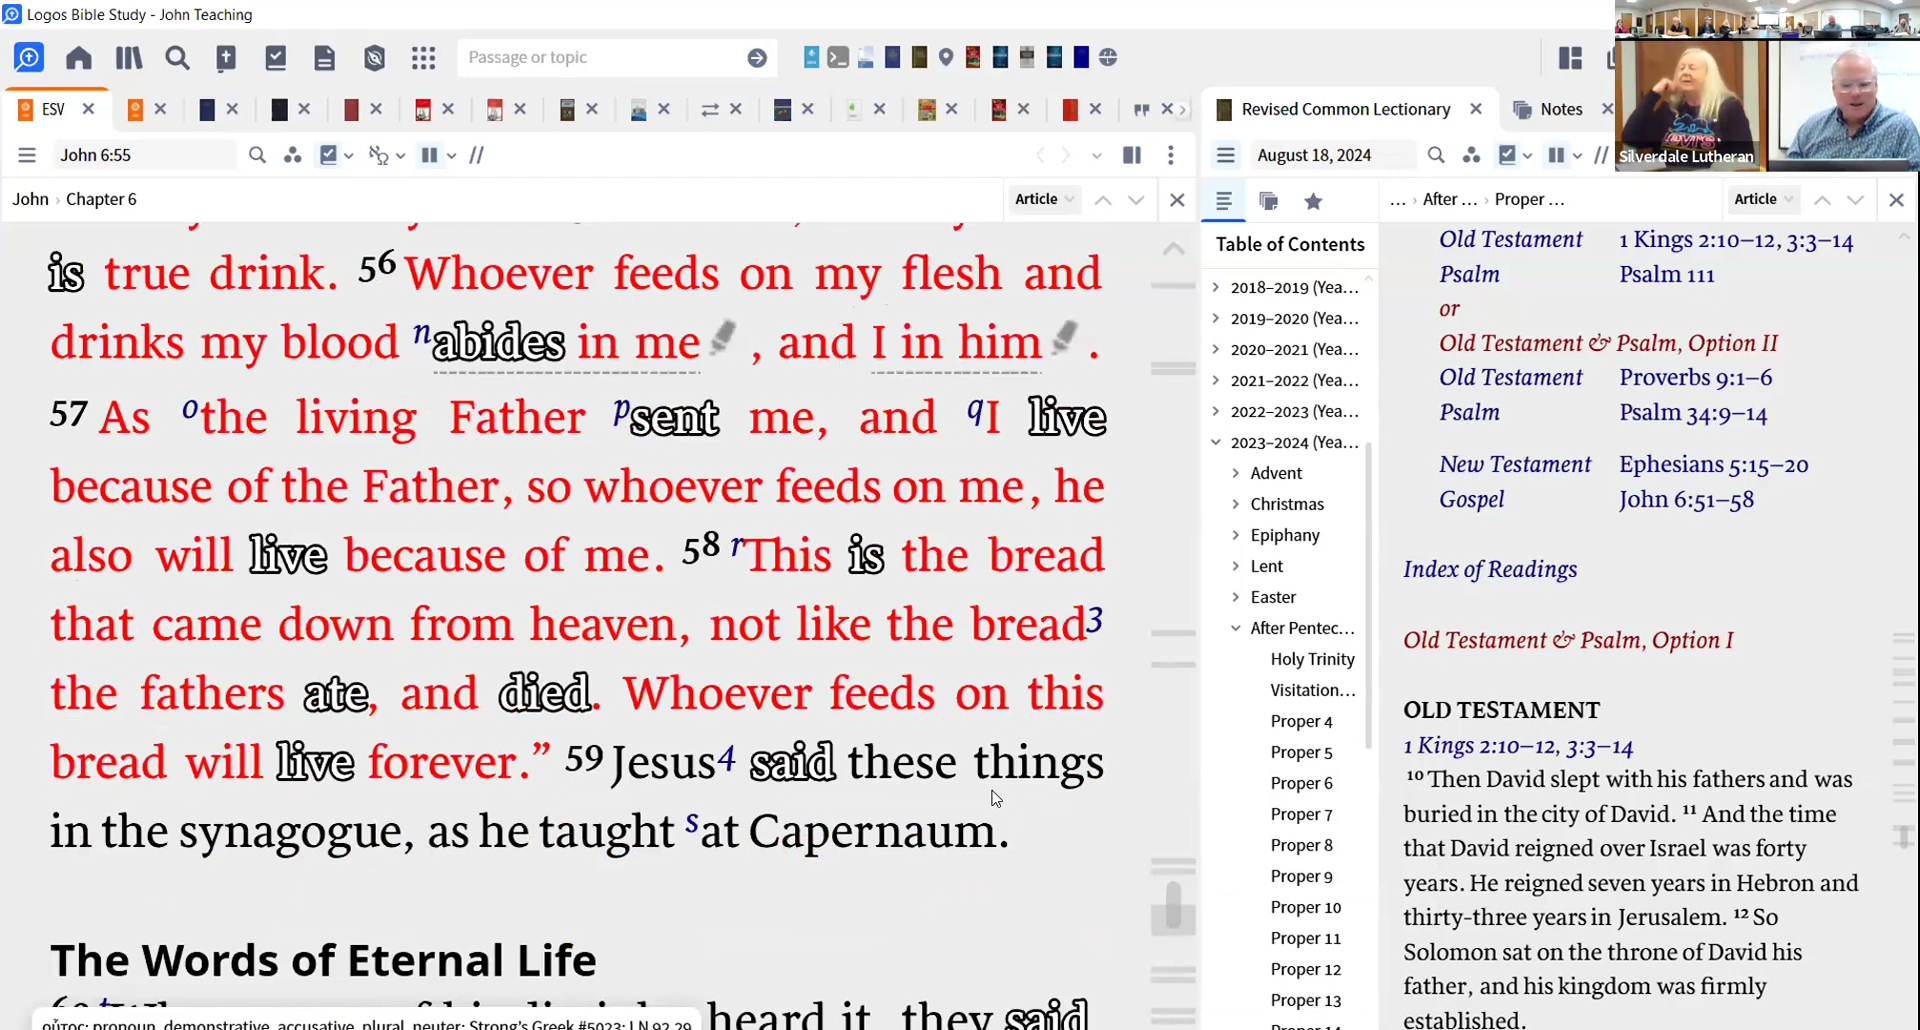 Logos Bible Study - John Teaching
Passage or topic
ESV
Revised Common Lectionary
Notes
John 6:55
August 18, 2024
Silverdale Lutheran
John › Chapter 6
Article
... › After ... › Proper ...
Article
is true drink. 56 Whoever feeds on my flesh and
drinks my blood n abides in me , and I in him .
57 As o the living Father p sent me, and q I live
because of the Father, so whoever feeds on me, he
also will live because of me. 58 r This is the bread
that came down from heaven, not like the bread3
the fathers ate, and died. Whoever feeds on this
bread will live forever.” 59 Jesus4 said these things
in the synagogue, as he taught s at Capernaum.
The Words of Eternal Life
heard it, they said
οὗτος: pronoun, demonstrative, accusative, plural, neuter; Strong's Greek #5023; LN 92.29
Table of Contents
2018–2019 (Yea...
2019–2020 (Yea...
2020–2021 (Yea...
2021–2022 (Yea...
2022–2023 (Yea...
2023–2024 (Yea...
Advent
Christmas
Epiphany
Lent
Easter
After Pentec...
Holy Trinity
Visitation...
Proper 4
Proper 5
Proper 6
Proper 7
Proper 8
Proper 9
Proper 10
Proper 11
Proper 12
Proper 13
Old Testament 1 Kings 2:10–12, 3:3–14
Psalm Psalm 111
or
Old Testament & Psalm, Option II
Old Testament Proverbs 9:1–6
Psalm Psalm 34:9–14
New Testament Ephesians 5:15–20
Gospel John 6:51–58
Index of Readings
Old Testament & Psalm, Option I
OLD TESTAMENT
1 Kings 2:10–12, 3:3–14
10 Then David slept with his fathers and was
buried in the city of David. 11 And the time
that David reigned over Israel was forty
years. He reigned seven years in Hebron and
thirty-three years in Jerusalem. 12 So
Solomon sat on the throne of David his
father, and his kingdom was firmly
established.